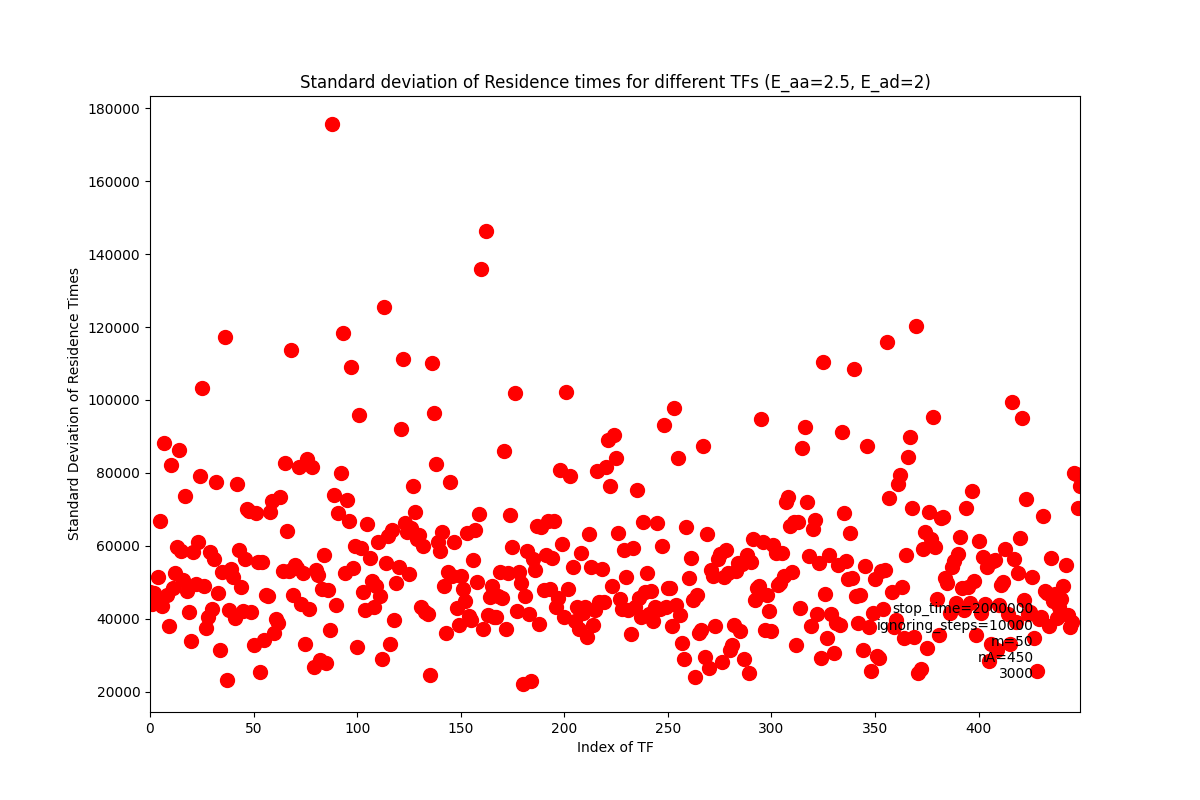 Standard deviation of Residence times for different TFs (E_aa=2.5, E_ad=2)
Standard Deviation of Residence Times
180000
160000
140000
120000
100000
80000
60000
40000
20000
stop_time=2000000
ignoring_steps=10000
m=50
nA=450
3000
0
50
100
150
200
250
300
350
400
Index of TF